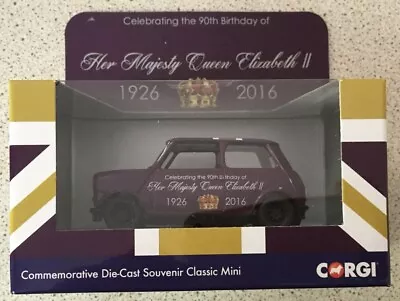 Celebrating the 90th Birthday of
Her Majesty Queen Elizabeth II
1926 2016
Celebrating the 90th Birthday of
Her Majesty Queen Elizabeth II
1926 2016
Commemorative Die-Cast Souvenir Classic Mini
CORGI